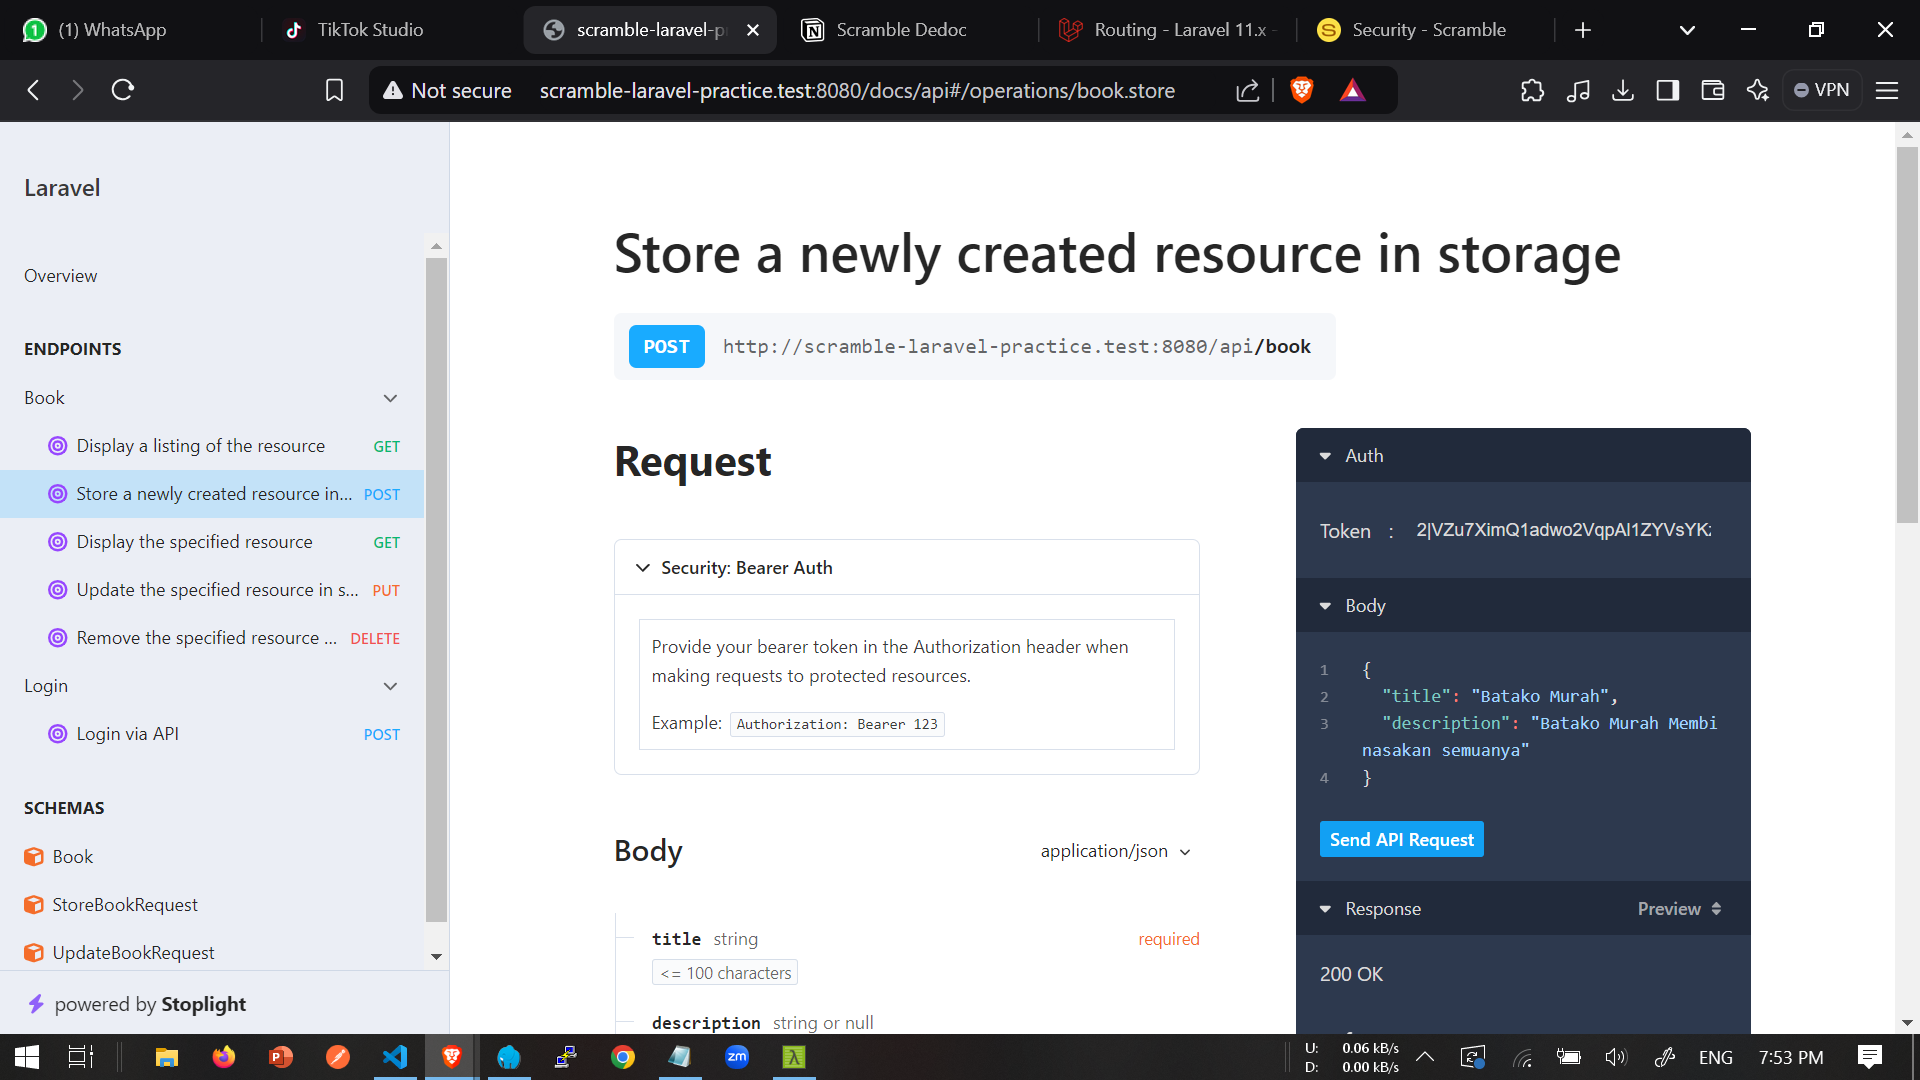 (1) WhatsApp
TikTok Studio
scramble-laravel-p
Scramble Dedoc
Routing - Laravel 11.x -
Security - Scramble
Not secure
scramble-laravel-practice.test:8080/docs/api#/operations/book.store
VPN
Laravel
Overview
ENDPOINTS
Book
Display a listing of the resource GET
Store a newly created resource in... POST
Display the specified resource GET
Update the specified resource in s... PUT
Remove the specified resource ... DELETE
Login
Login via API POST
SCHEMAS
Book
StoreBookRequest
UpdateBookRequest
powered by Stoplight
Store a newly created resource in storage
POST http://scramble-laravel-practice.test:8080/api/book
Request
Security: Bearer Auth
Provide your bearer token in the Authorization header when
making requests to protected resources.
Example: Authorization: Bearer 123
Body application/json
title string required
<= 100 characters
description string or null
Auth
Token :
Body
1 {
2 "title": "Batako Murah",
3 "description": "Batako Murah Membi
nasakan semuanya"
4 }
Send API Request
Response Preview
200 OK
U: 0.06 kB/s
D: 0.00 kB/s
ENG
7:53 PM